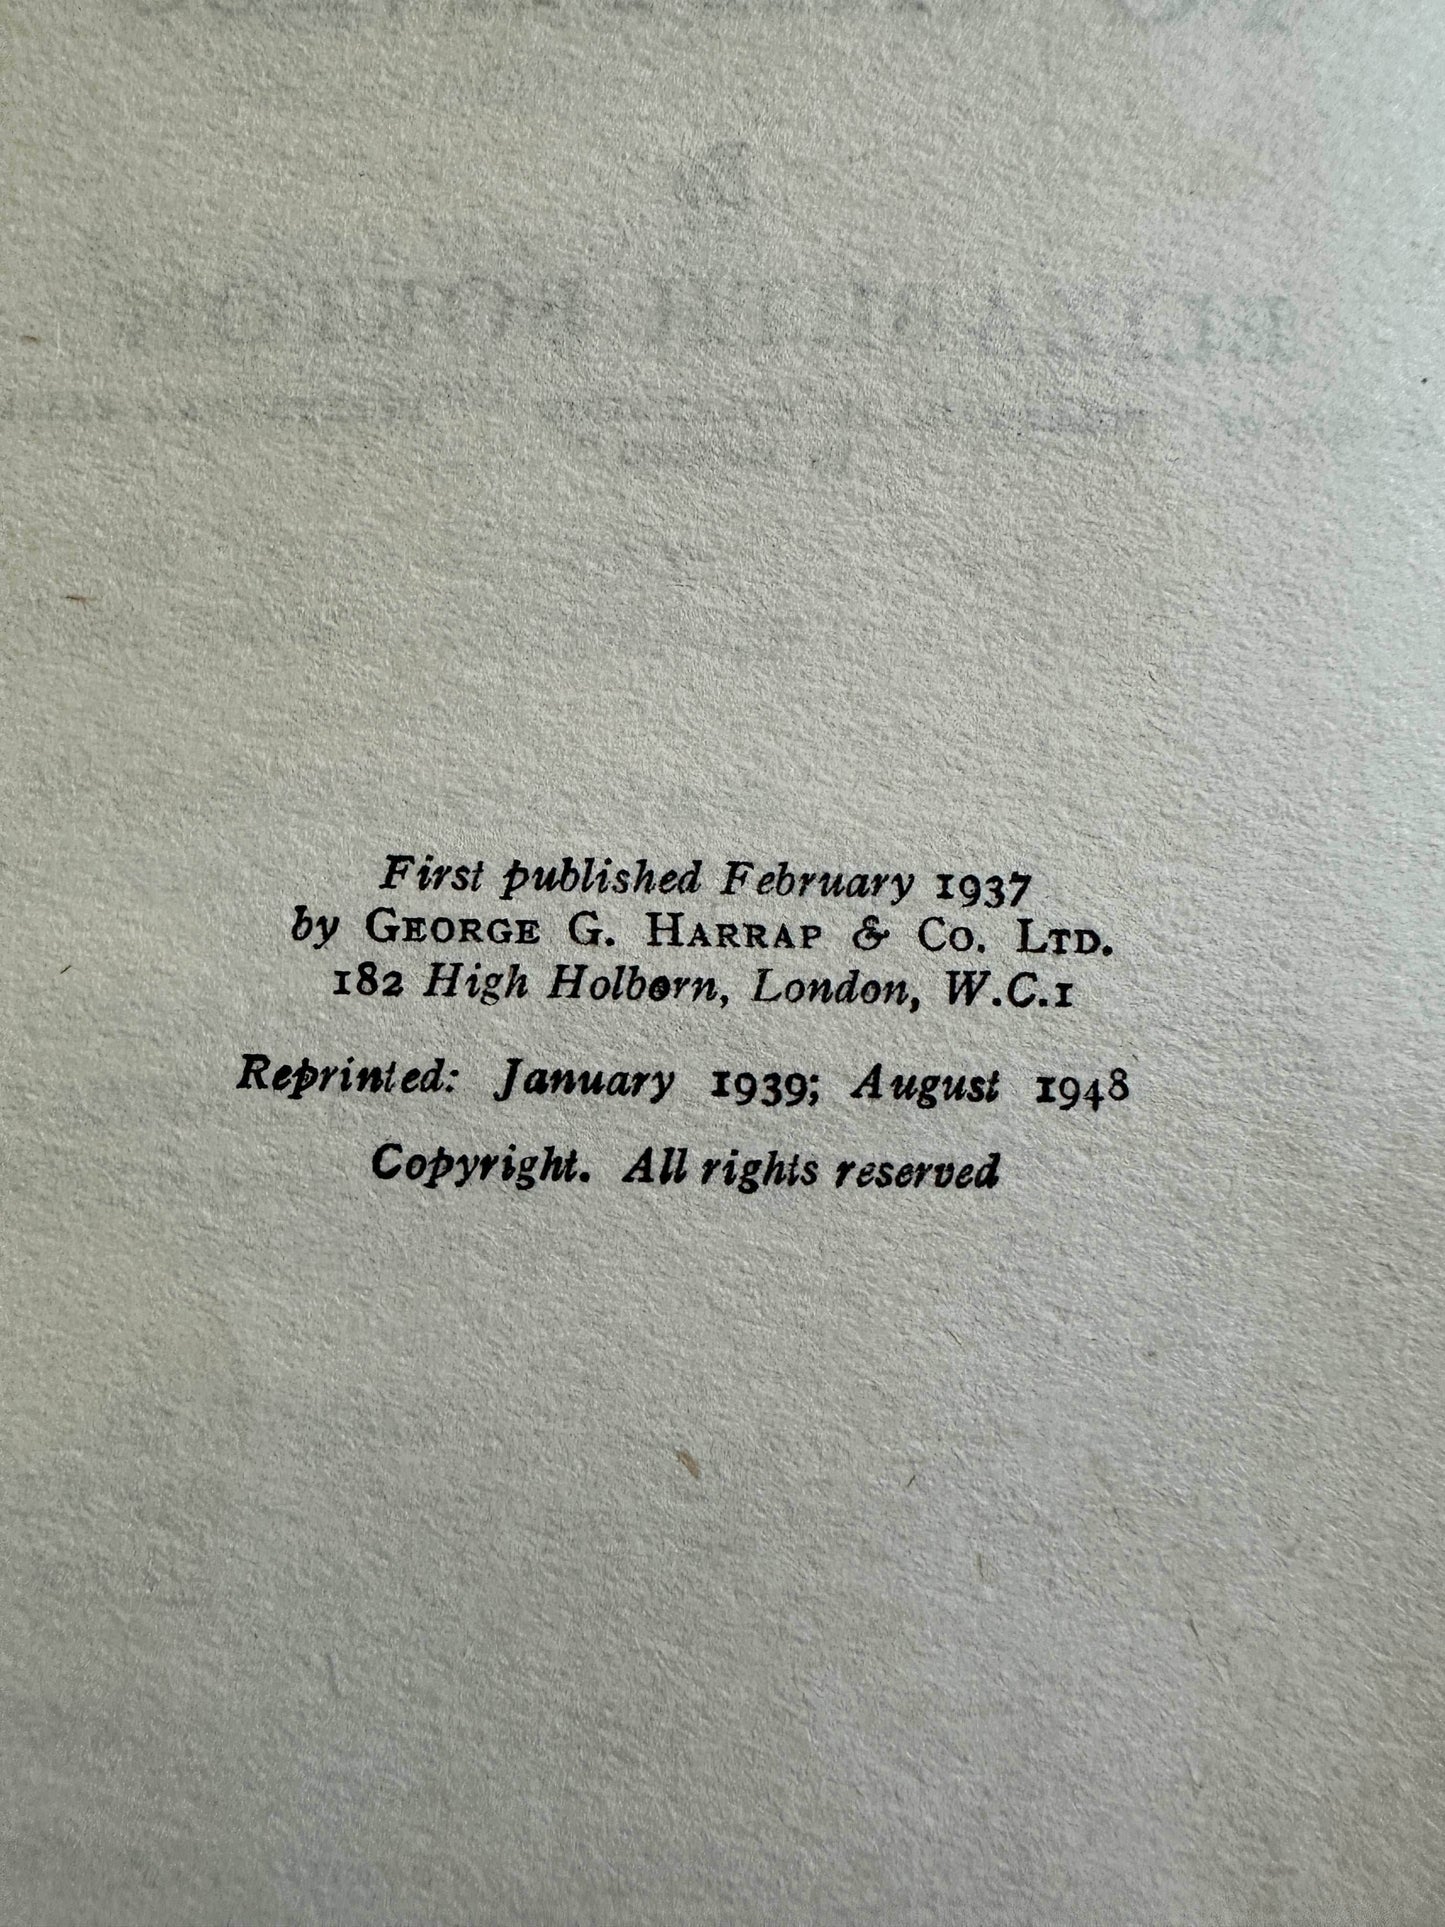 First published February 1937
by GEORGE G. HARRAP & CO. LTD.
182 High Holborn, London, W.C.1
Reprinted: January 1939; August 1948
Copyright. All rights reserved